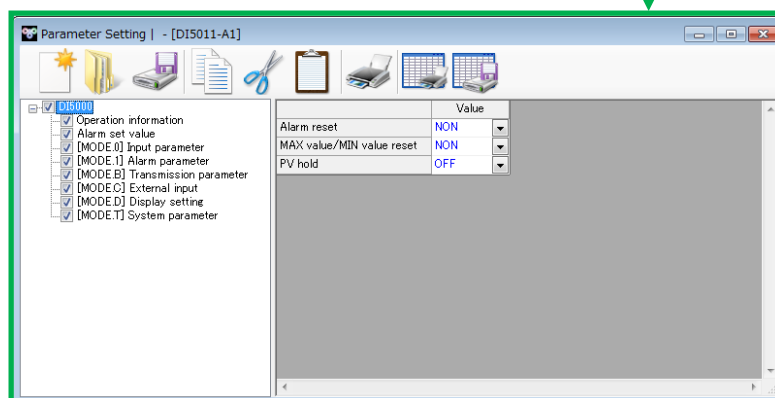 Parameter Setting | - [DI5011-A1]
DI5000
Operation information
Alarm set value
[MODE.0] Input parameter
[MODE.1] Alarm parameter
[MODE.B] Transmission parameter
[MODE.C] External input
[MODE.D] Display setting
[MODE.T] System parameter
Value
Alarm reset NON
MAX value/MIN value reset NON
PV hold OFF